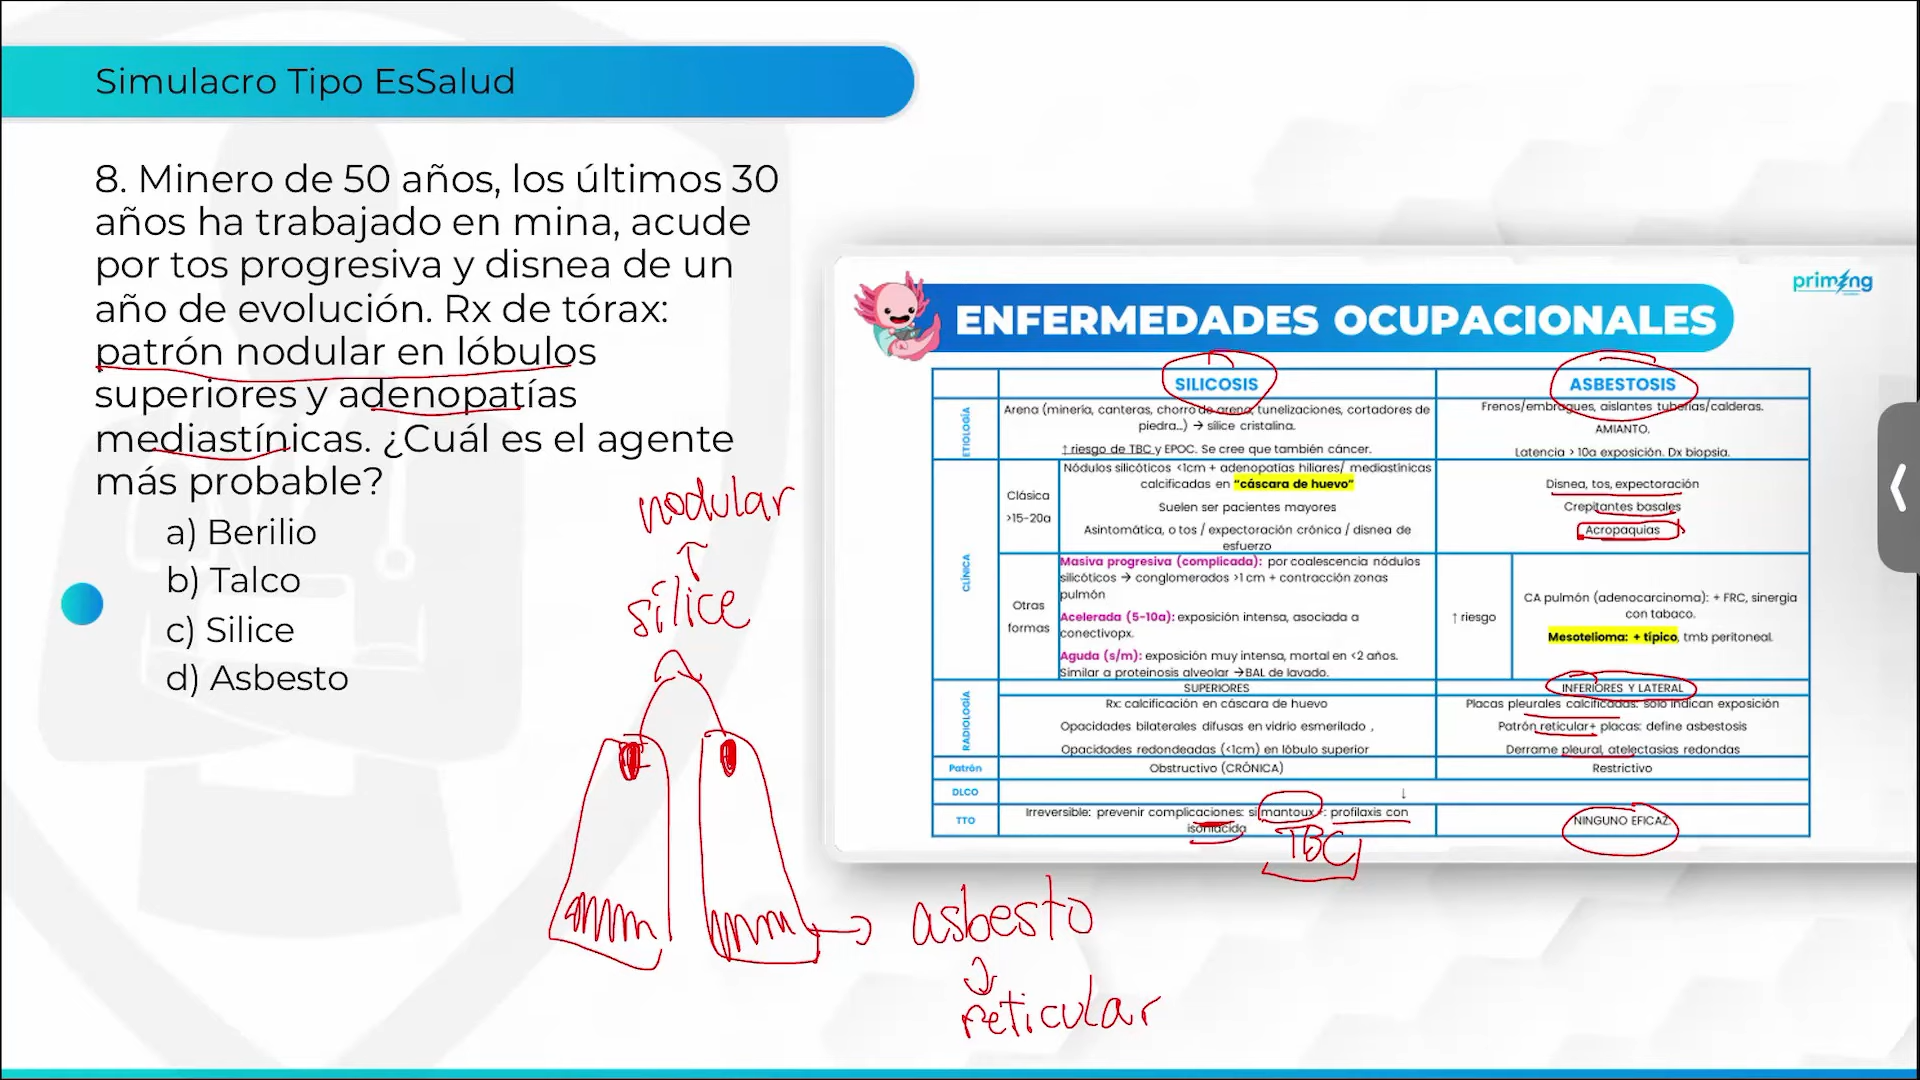 Simulacro Tipo EsSalud
8. Minero de 50 años, los últimos 30
años ha trabajado en mina, acude
por tos progresiva y disnea de un
año de evolución. Rx de tórax:
patrón nodular en lóbulos
superiores y adenopatías
mediastínicas. ¿Cuál es el agente
más probable?
a) Berilio
b) Talco
c) Silice
d) Asbesto
nodular
silice
asbesto
reticular
priming
ENFERMEDADES OCUPACIONALES
SILICOSIS
ASBESTOSIS
ETIOLOGÍA
Arena (minería, canteras, chorro de arena, tunelizaciones, cortadores de
piedra...) → sílice cristalina.
↑ riesgo de TBC y EPOC. Se cree que también cáncer.
Frenos/embragues, aislantes tuberías/calderas.
AMIANTO.
Latencia > 10a exposición. Dx biopsia.
CLÍNICA
Clásica
>15-20a
Nódulos silicóticos <1cm + adenopatías hiliares/ mediastínicas
calcificadas en "cáscara de huevo"
Suelen ser pacientes mayores
Asintomática, o tos / expectoración crónica / disnea de
esfuerzo
Disnea, tos, expectoración
Crepitantes basales
Acropaquias
Otras
formas
Masiva progresiva (complicada): por coalescencia nódulos
silicóticos → conglomerados >1 cm + contracción zonas
pulmón
Acelerada (5-10a): exposición intensa, asociada a
conectivopx.
Aguda (s/m): exposición muy intensa, mortal en <2 años.
Similar a proteinosis alveolar →BAL de lavado.
↑ riesgo
CA pulmón (adenocarcinoma): + FRC, sinergia
con tabaco.
Mesotelioma: + típico, tmb peritoneal.
RADIOLOGÍA
SUPERIORES
Rx: calcificación en cáscara de huevo
Opacidades bilaterales difusas en vidrio esmerilado ,
Opacidades redondeadas (<1cm) en lóbulo superior
INFERIORES Y LATERAL
Placas pleurales calcificadas: solo indican exposición
Patrón reticular+ placas: define asbestosis
Derrame pleural, atelectasias redondas
Patrón
Obstructivo (CRÓNICA)
Restrictivo
DLCO
↓
TTO
Irreversible: prevenir complicaciones: si mantoux +: profilaxis con
isoniacida
NINGUNO EFICAZ.
TBC